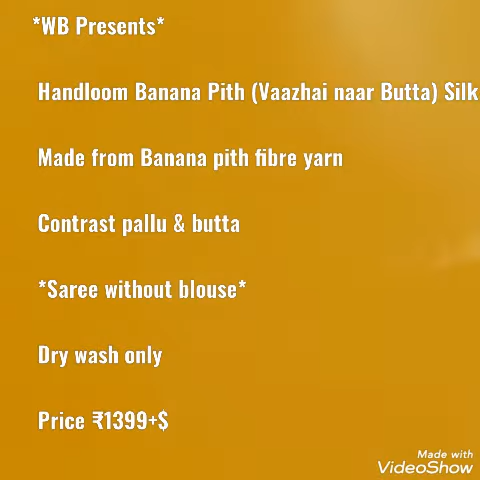 *WB Presents*
Handloom Banana Pith (Vaazhai naar Butta) Silk
Made from Banana pith fibre yarn
Contrast pallu & butta
*Saree without blouse*
Dry wash only
Price ₹1399+$
Made with
VideoShow